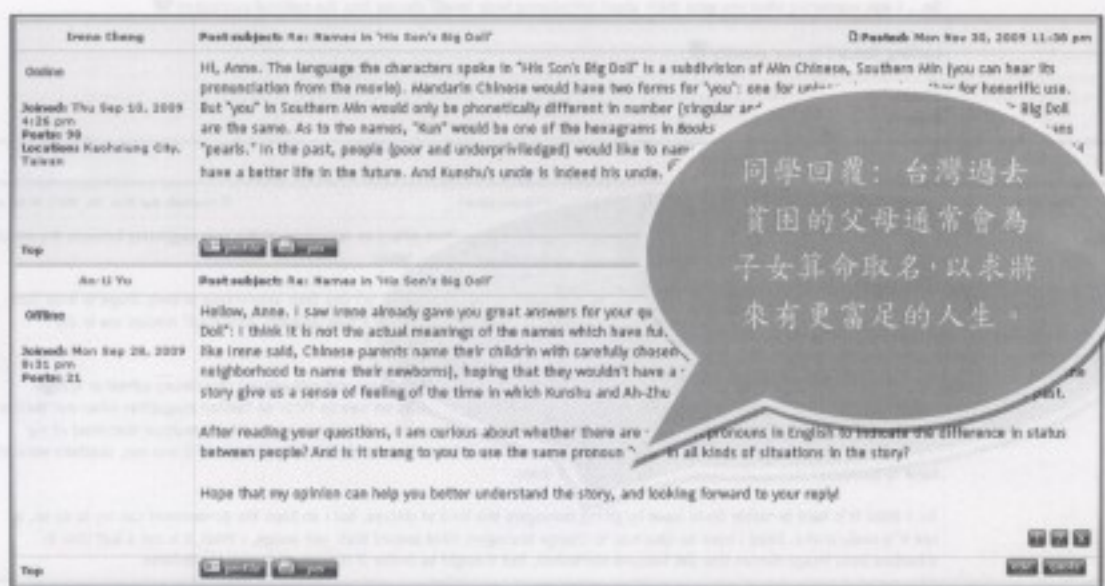 Irene Cheng
Post subject: Re: Names in "His Son's Big Doll"
Posted: Mon Nov 30, 2009 11:38 pm
Online
Joined: Thu Sep 10, 2009
4:26 pm
Posts: 90
Location: Kaohsiung City,
Taiwan
Hi, Anne. The language the characters spoke in "His Son's Big Doll" is a subdivision of Min Chinese, Southern Min (you can hear its
pronunciation from the movie). Mandarin Chinese would have two forms for "you": one for for honorific use.
But "you" in Southern Min would only be phonetically different in number (singular and Big Doll
are the same. As to the names, "Kun" would be one of the hexagrams in Books
"pearls." In the past, people (poor and underpriviledged) would like to
have a better life in the future. And Kunshu's uncle is indeed his uncle.
Top
profile
An-Li Yu
Post subject: Re: Names in "His Son's Big Doll"
Offline
Joined: Mon Sep 28, 2009
8:31 pm
Posts: 21
Hellow, Anne. I saw Irene already gave you great answers for your
Doll": I think it is not the actual meanings of the names which have
like Irene said, Chinese parents name their childrin with carefully chosen
neighborhood to name their newborns), hoping that they wouldn't have a
story give us a sense of feeling of the time in which Kunshu and Ah-Zhu past.
After reading your questions, I am curious about whether there are pronouns in English to indicate the difference in status
between people? And is it strang to you to use the same pronoun in all kinds of situations in the story?
Hope that my opinion can help you better understand the story, and looking forward to your reply!
Top
profile
同學回覆：台灣過去
貧困的父母通常會為
子女算命取名，以求將
來有更富足的人生。